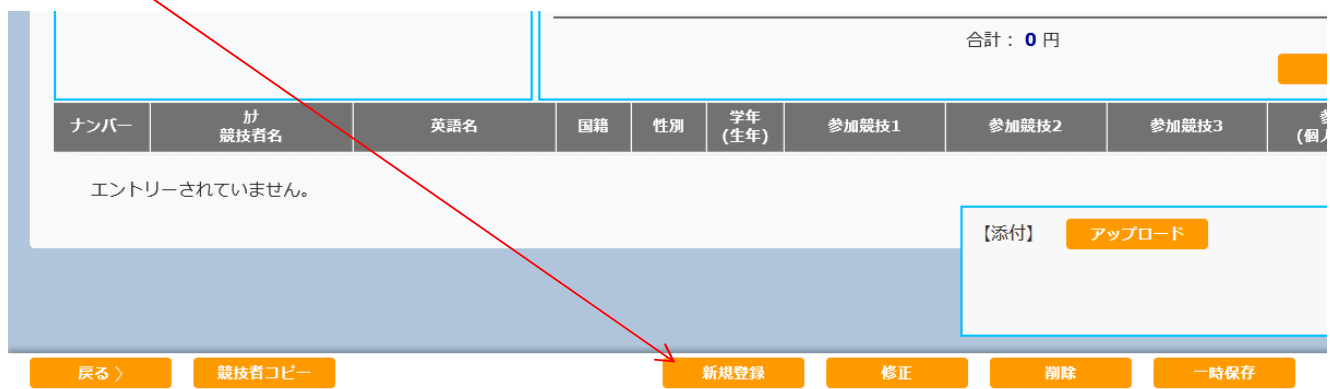 合計： 0 円
ナンバー
ｶﾅ
競技者名
英語名
国籍
性別
学年
(生年)
参加競技1
参加競技2
参加競技3
(個人
エントリーされていません。
【添付】
アップロード
戻る 〉
競技者コピー
新規登録
修正
削除
一時保存